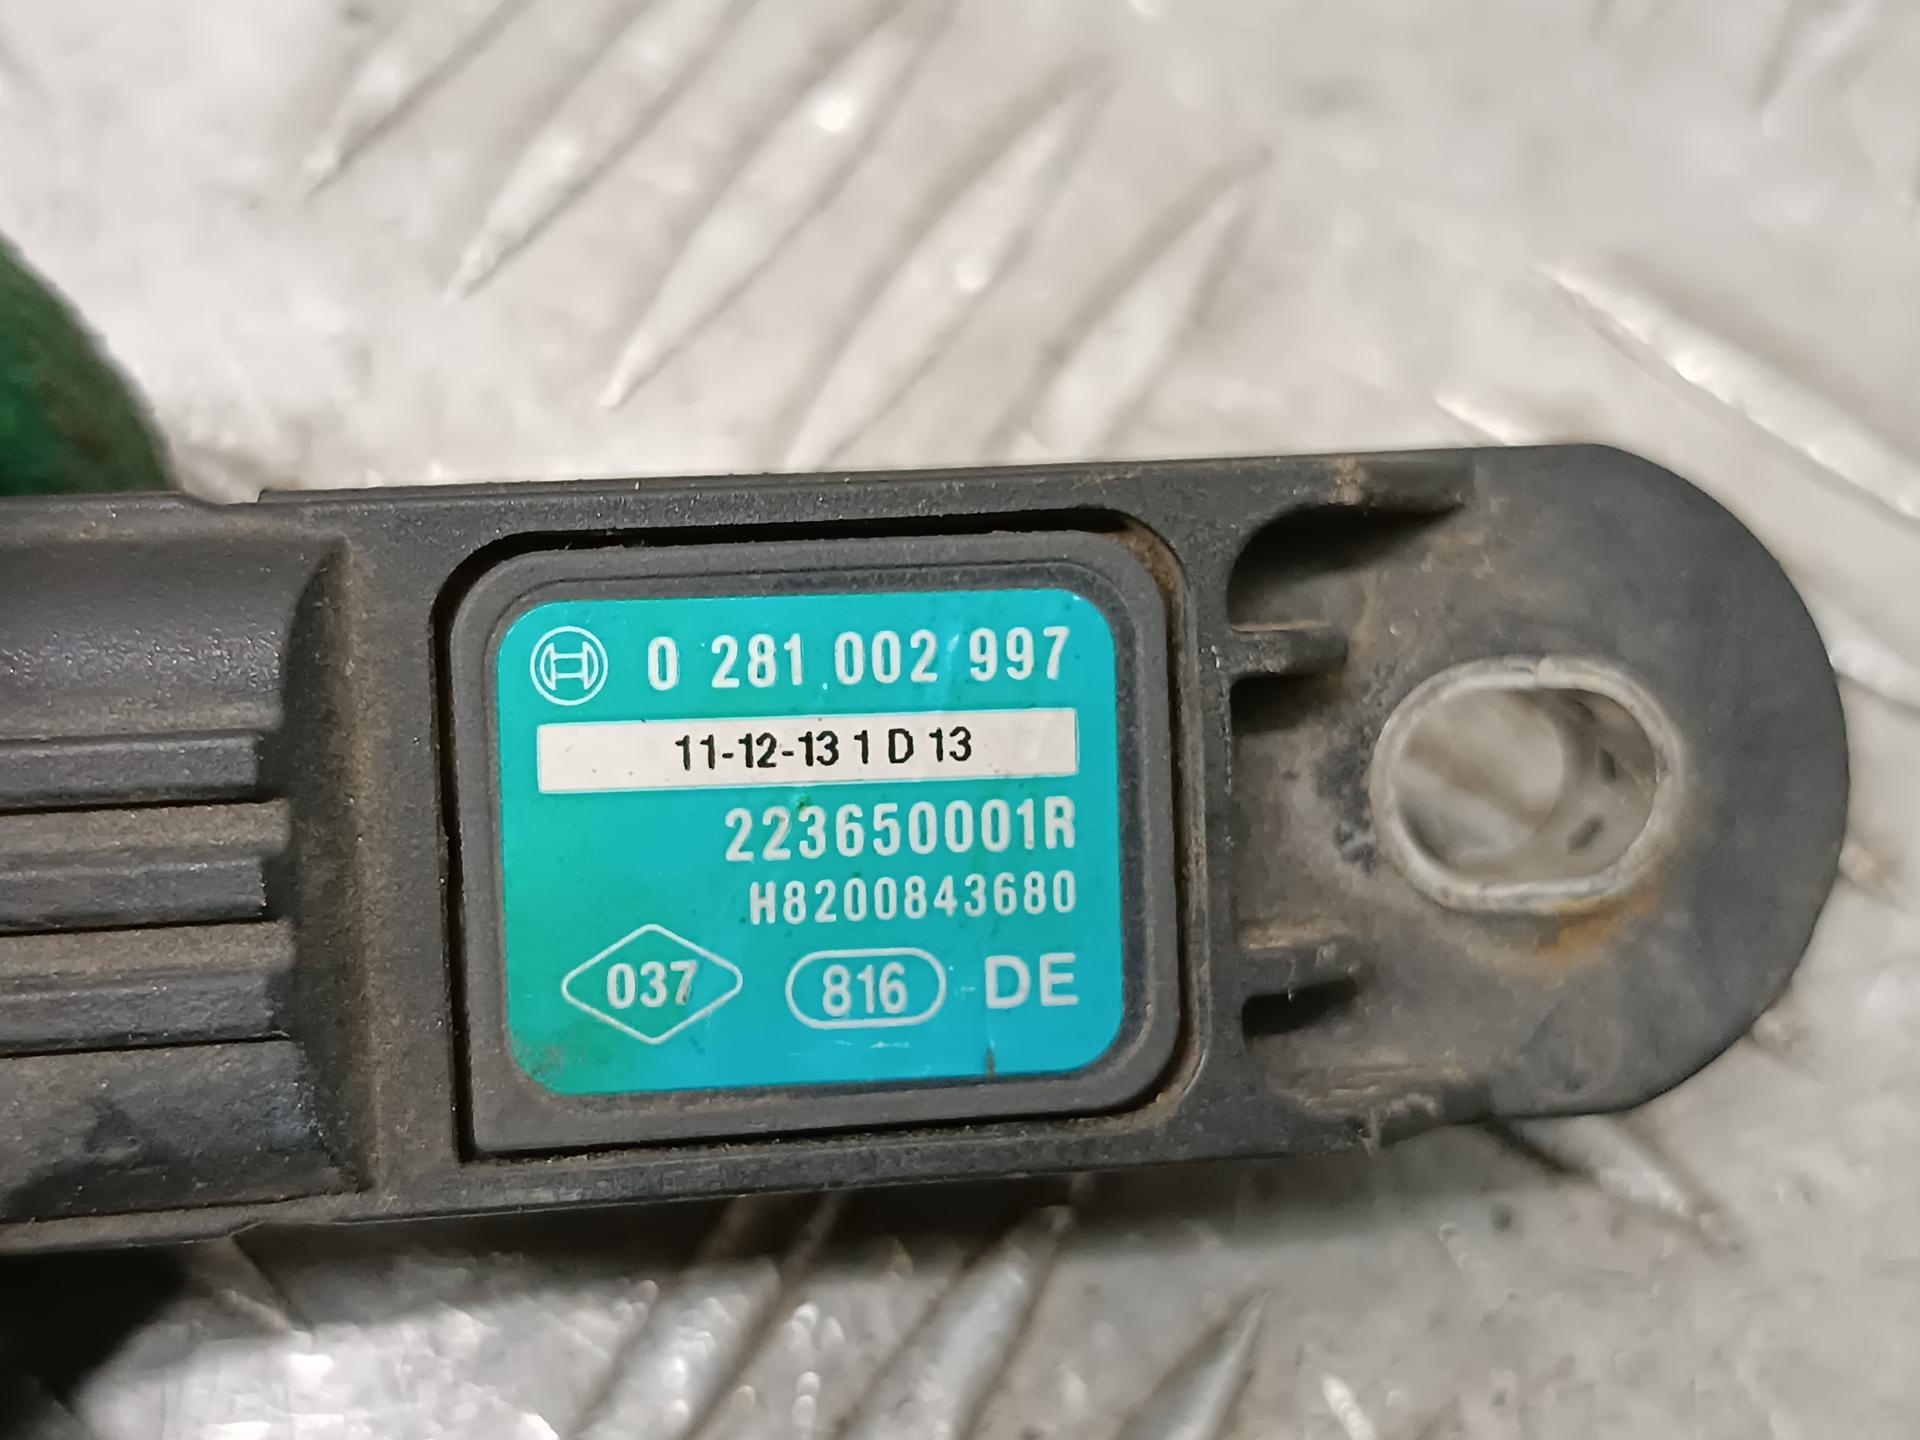 0 281 002 997
11-12-13 1 D 13
223650001R
H8200843680
037 816 DE